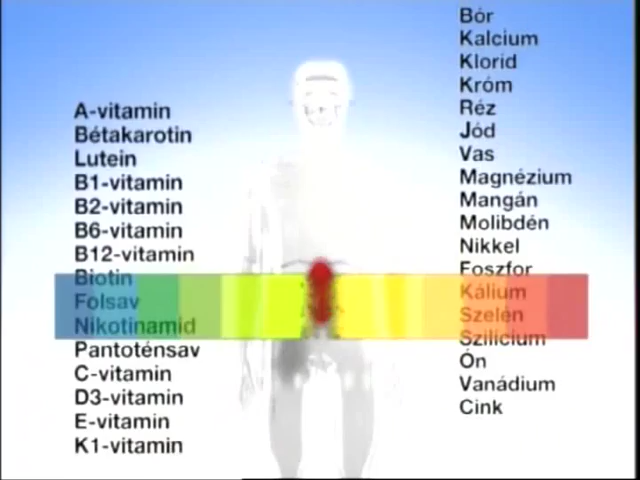 A-vitamin
Bétakarotin
Lutein
B1-vitamin
B2-vitamin
B6-vitamin
B12-vitamin
Biotin
Folsav
Nikotinamid
Pantoténsav
C-vitamin
D3-vitamin
E-vitamin
K1-vitamin
Bór
Kalcium
Klorid
Króm
Réz
Jód
Vas
Magnézium
Mangán
Molibdén
Nikkel
Foszfor
Kálium
Szelén
Szilícium
Ón
Vanádium
Cink